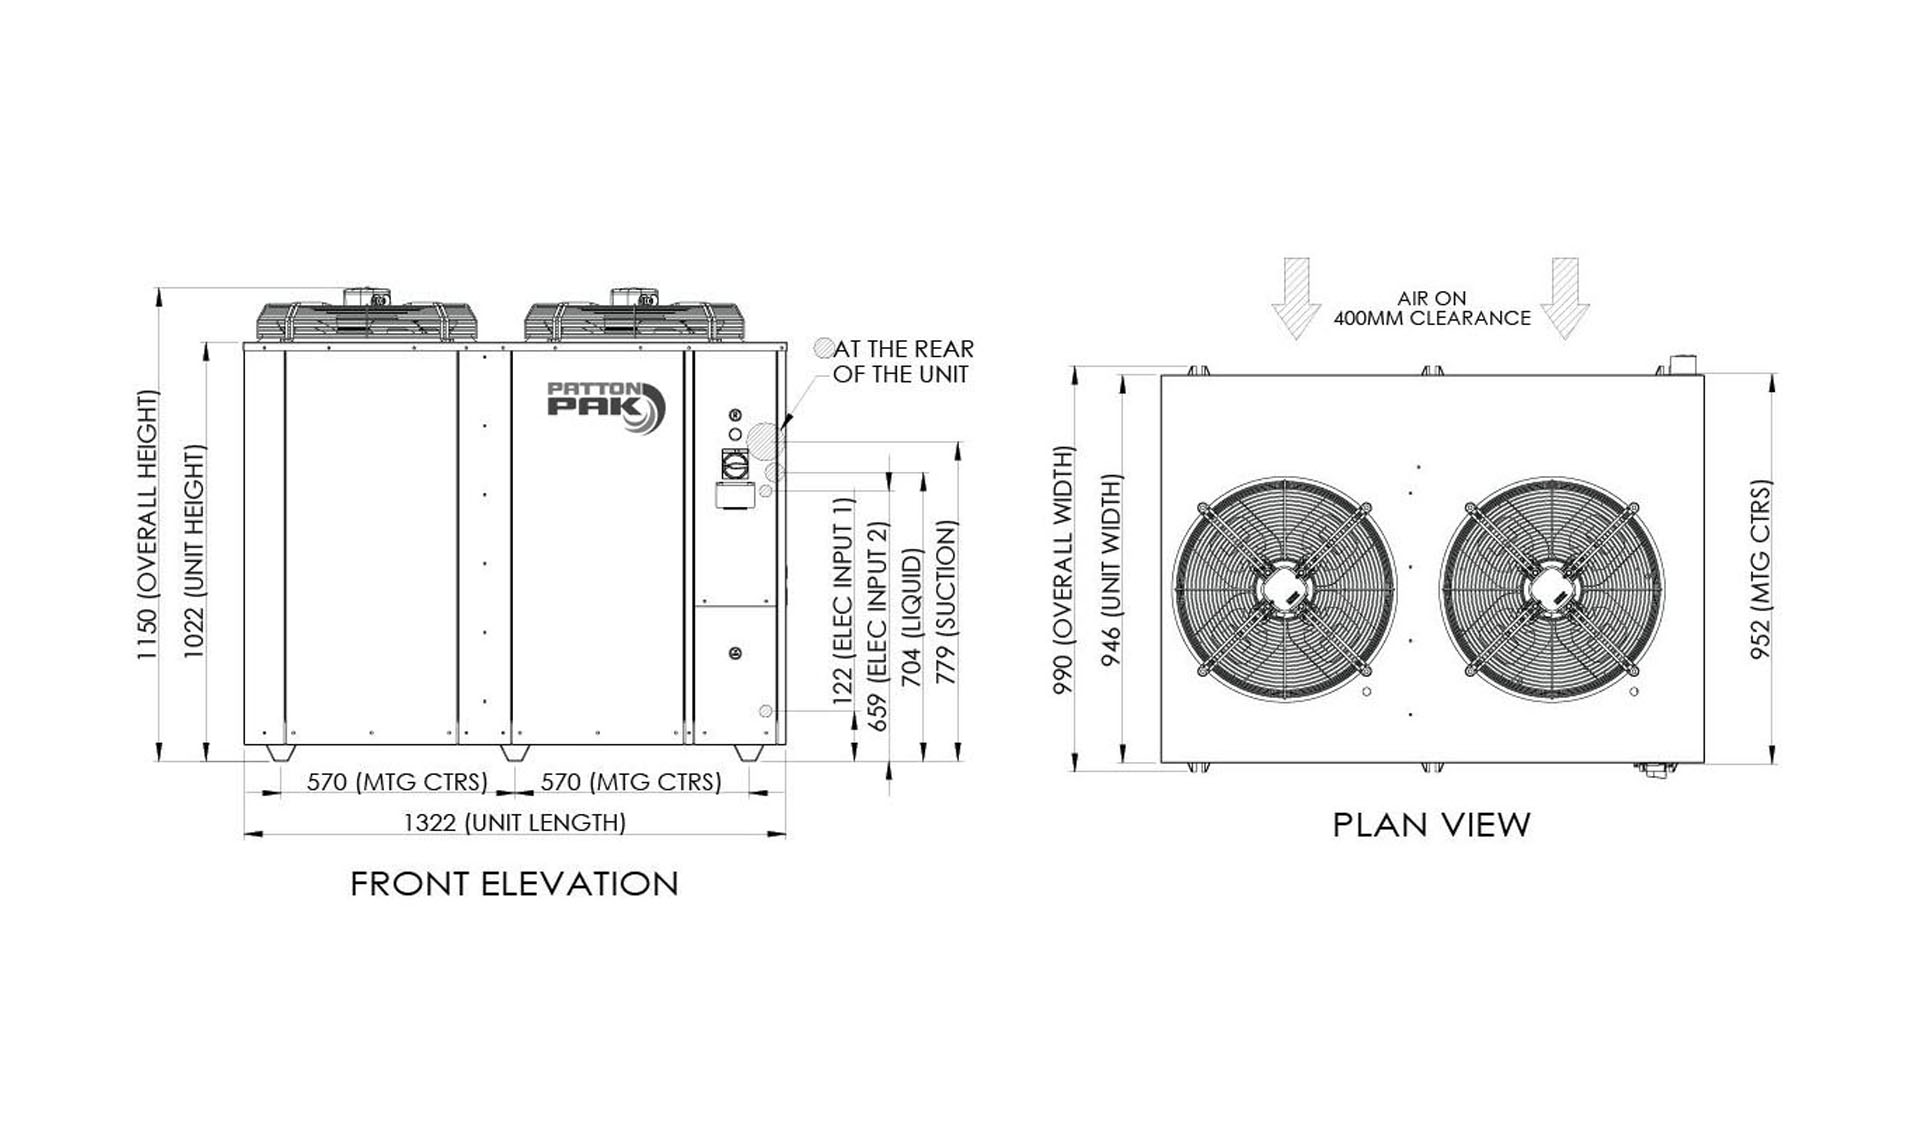 1150 (OVERALL HEIGHT)
1022 (UNIT HEIGHT)
PATTON
PAK
AT THE REAR
OF THE UNIT
122 (ELEC INPUT 1)
659 (ELEC INPUT 2)
704 (LIQUID)
779 (SUCTION)
570 (MTG CTRS)
570 (MTG CTRS)
1322 (UNIT LENGTH)
FRONT ELEVATION
AIR ON
400MM CLEARANCE
990 (OVERALL WIDTH)
946 (UNIT WIDTH)
952 (MTG CTRS)
PLAN VIEW